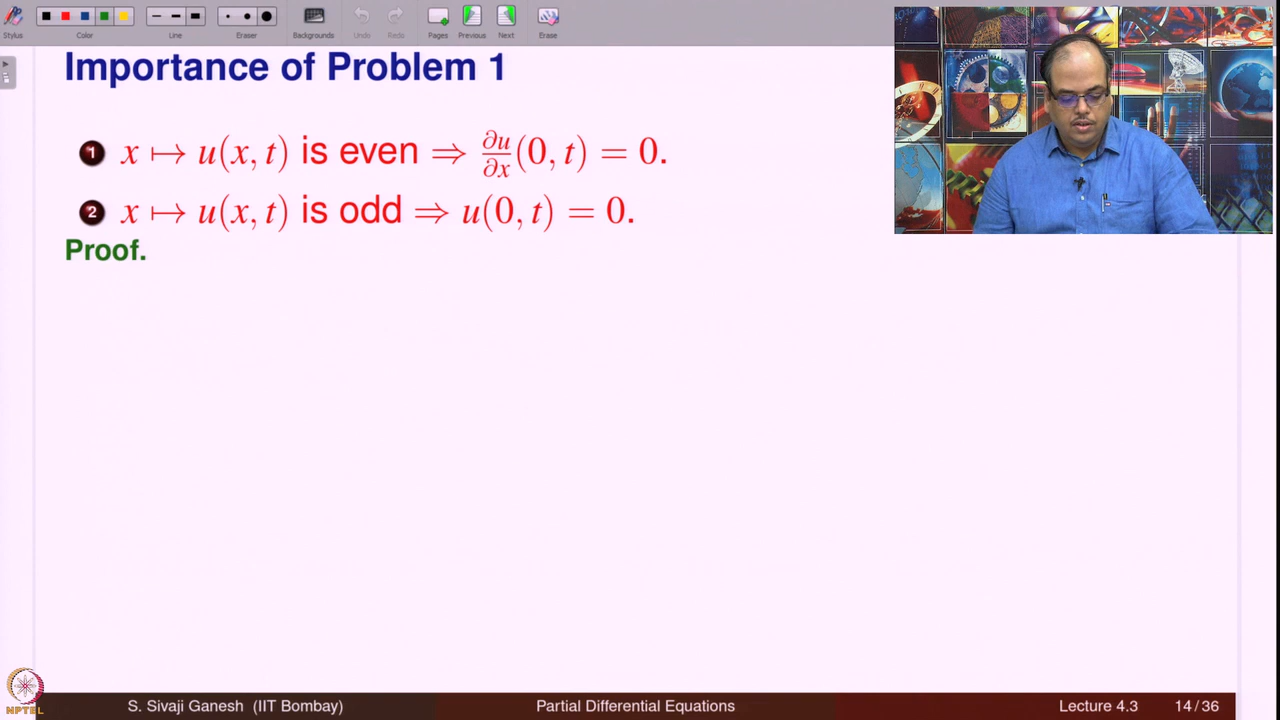 Stylus
Color
Line
Eraser
Backgrounds
Undo
Redo
Pages
Previous
Next
Erase
Importance of Problem 1
1 x ↦ u(x, t) is even ⇒ ∂u/∂x (0, t) = 0.
2 x ↦ u(x, t) is odd ⇒ u(0, t) = 0.
Proof.
NPTEL
S. Sivaji Ganesh (IIT Bombay) Partial Differential Equations Lecture 4.3 14/36